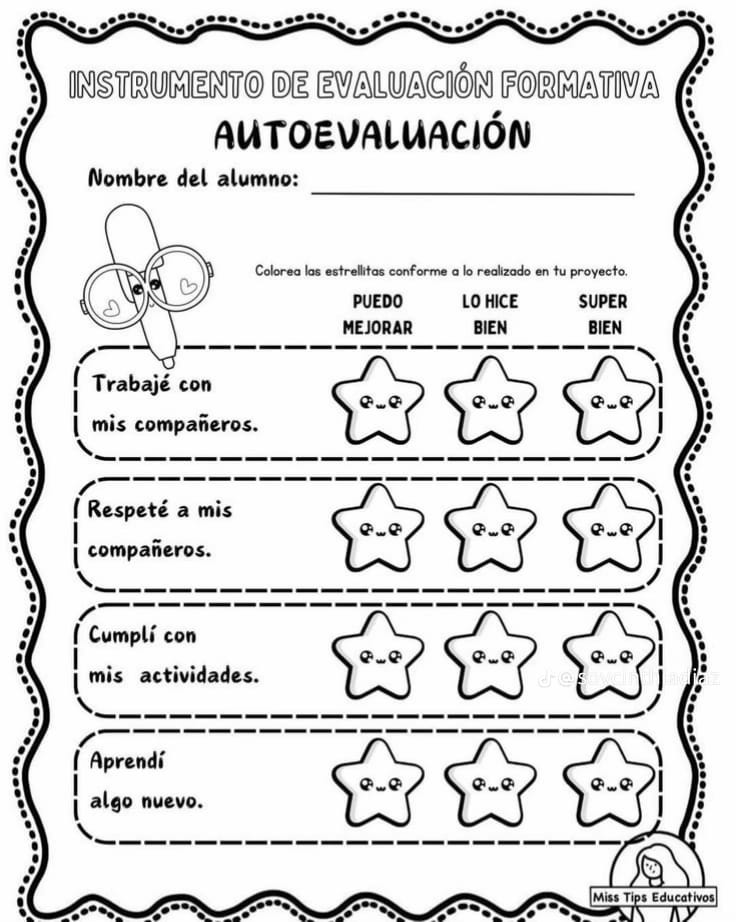 INSTRUMENTO DE EVALUACIÓN FORMATIVA
AUTOEVALUACIÓN
Nombre del alumno:
Colorea las estrellitas conforme a lo realizado en tu proyecto.
PUEDO MEJORAR
LO HICE BIEN
SUPER BIEN
Trabajé con
mis compañeros.
Respeté a mis
compañeros.
Cumplí con
mis actividades.
Aprendí
algo nuevo.
Miss Tips Educativos